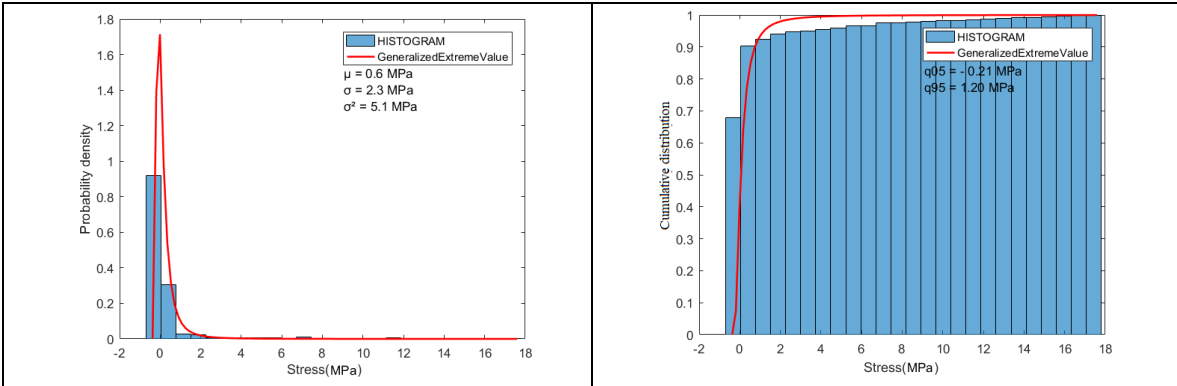 1.8
1.6
1.4
1.2
1
0.8
0.6
0.4
0.2
0
Probability density
HISTOGRAM
GeneralizedExtremeValue
μ = 0.6 MPa
σ = 2.3 MPa
σ² = 5.1 MPa
-2 0 2 4 6 8 10 12 14 16 18
Stress(MPa)
1
0.9
0.8
0.7
0.6
0.5
0.4
0.3
0.2
0.1
0
Cumulative distribution
HISTOGRAM
GeneralizedExtremeValue
q05 = - 0.21 MPa
q95 = 1.20 MPa
-2 0 2 4 6 8 10 12 14 16 18
Stress(MPa)